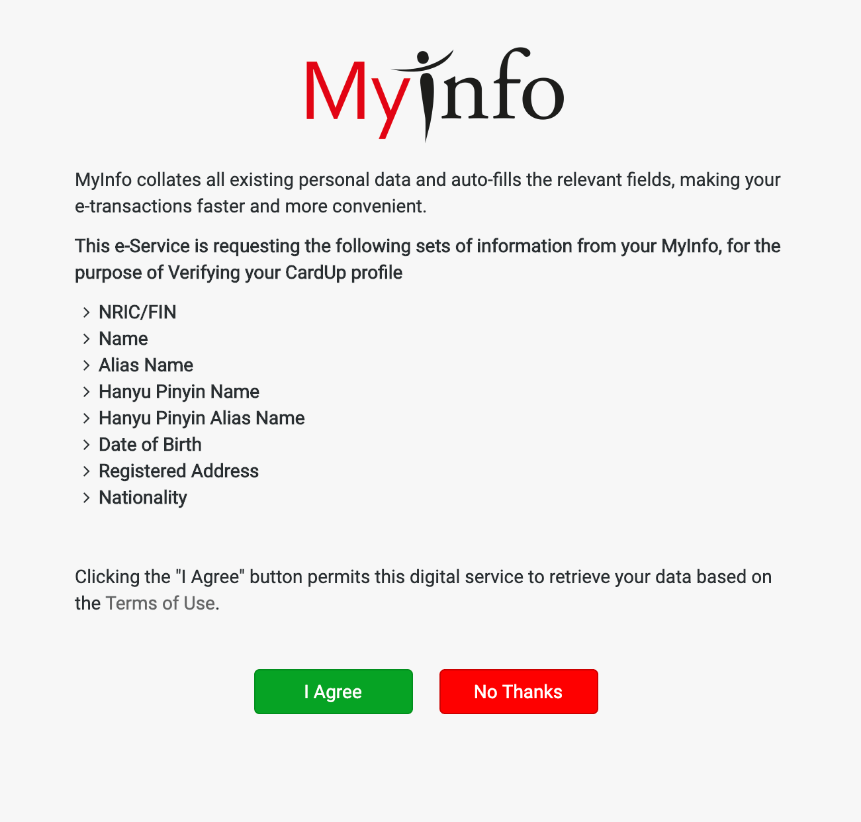 Myinfo
MyInfo collates all existing personal data and auto-fills the relevant fields, making your
e-transactions faster and more convenient.
This e-Service is requesting the following sets of information from your MyInfo, for the
purpose of Verifying your CardUp profile
NRIC/FIN
Name
Alias Name
Hanyu Pinyin Name
Hanyu Pinyin Alias Name
Date of Birth
Registered Address
Nationality
Clicking the "I Agree" button permits this digital service to retrieve your data based on
the Terms of Use.
I Agree
No Thanks